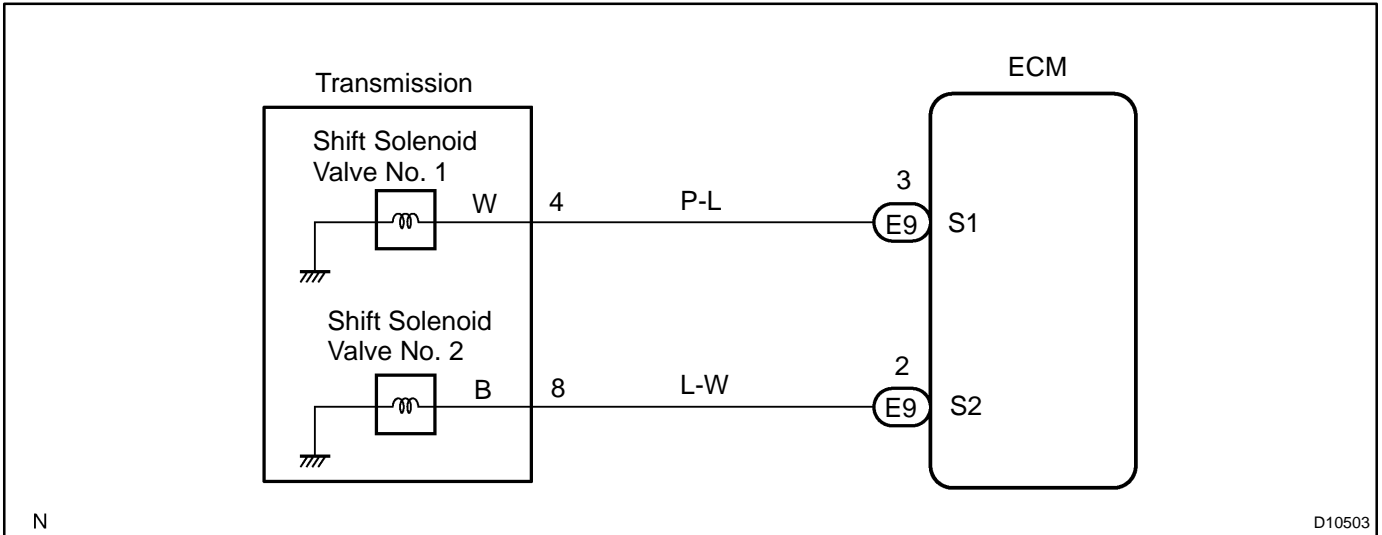 Transmission
ECM
Shift Solenoid
Valve No. 1
W
4
P-L
3
E9
S1
Shift Solenoid
Valve No. 2
B
8
L-W
2
E9
S2
N
D10503